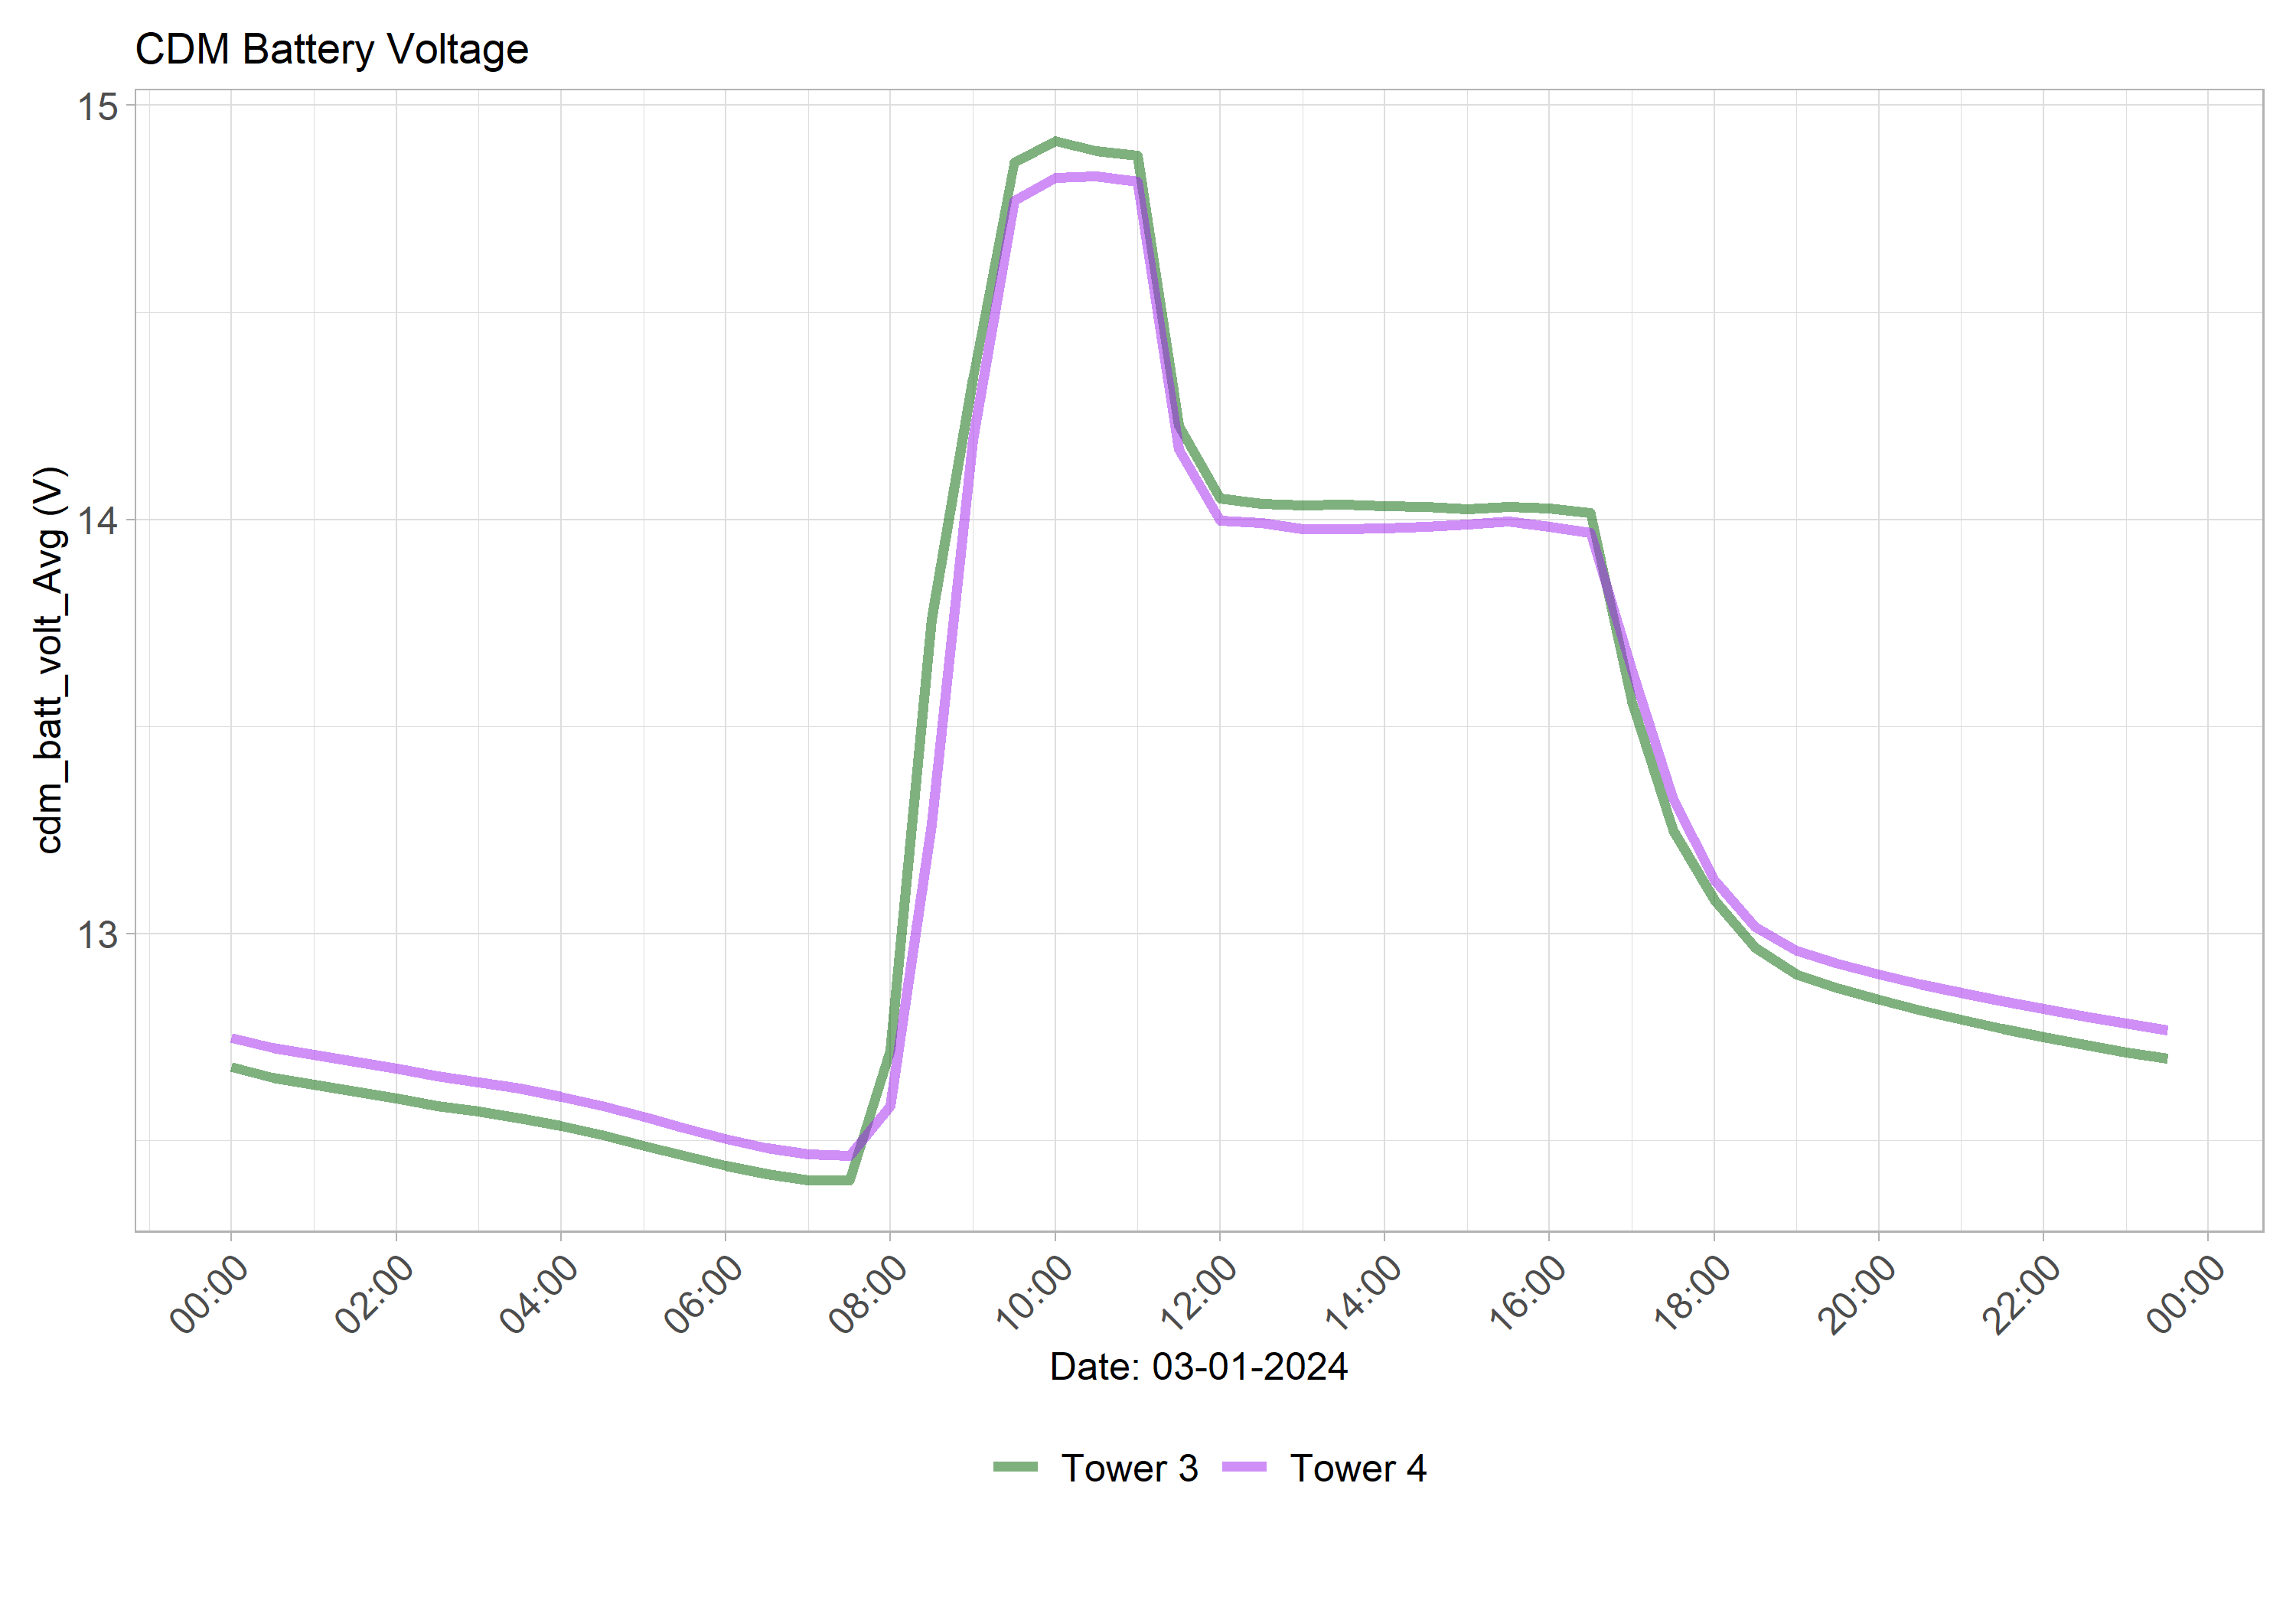 CDM Battery Voltage
15
14
13
cdm_batt_volt_Avg (V)
00:00 02:00 04:00 06:00 08:00 10:00 12:00 14:00 16:00 18:00 20:00 22:00 00:00
Date: 03-01-2024
Tower 3 Tower 4